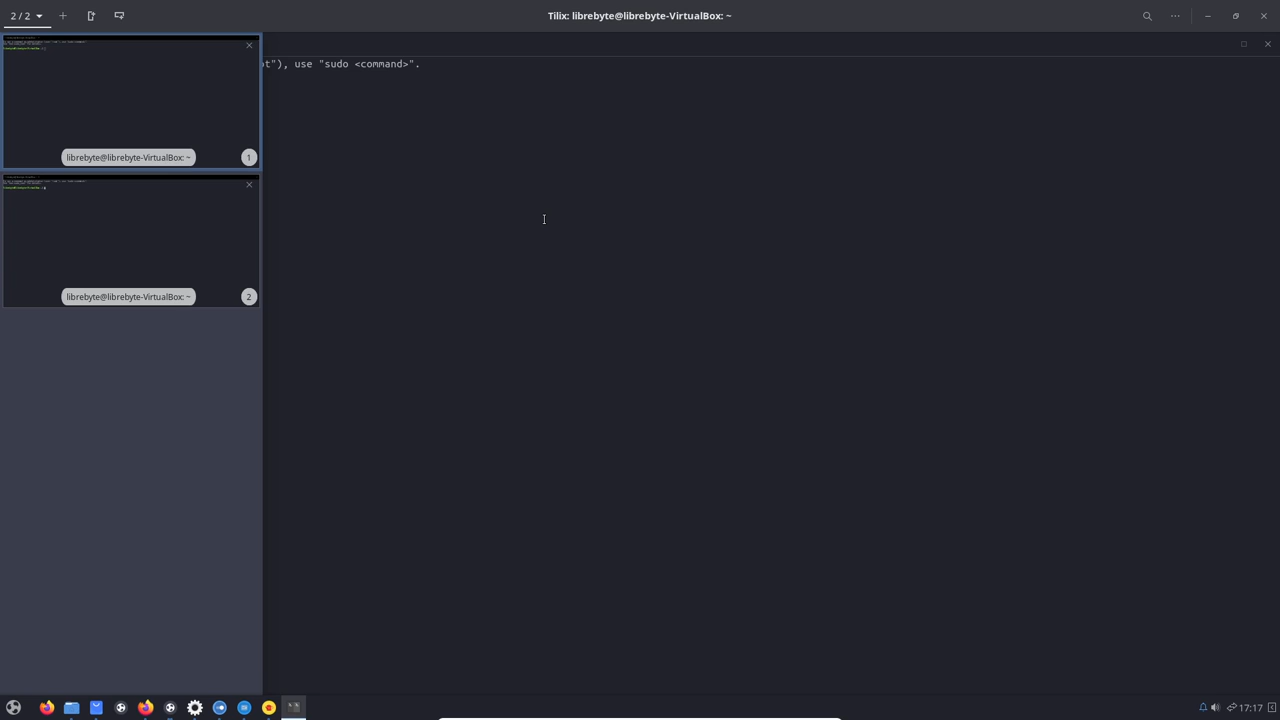 2 / 2
Tilix: librebyte@librebyte-VirtualBox: ~
t"), use "sudo <command>".
librebyte@librebyte-VirtualBox: ~
1
librebyte@librebyte-VirtualBox: ~
2
17:17